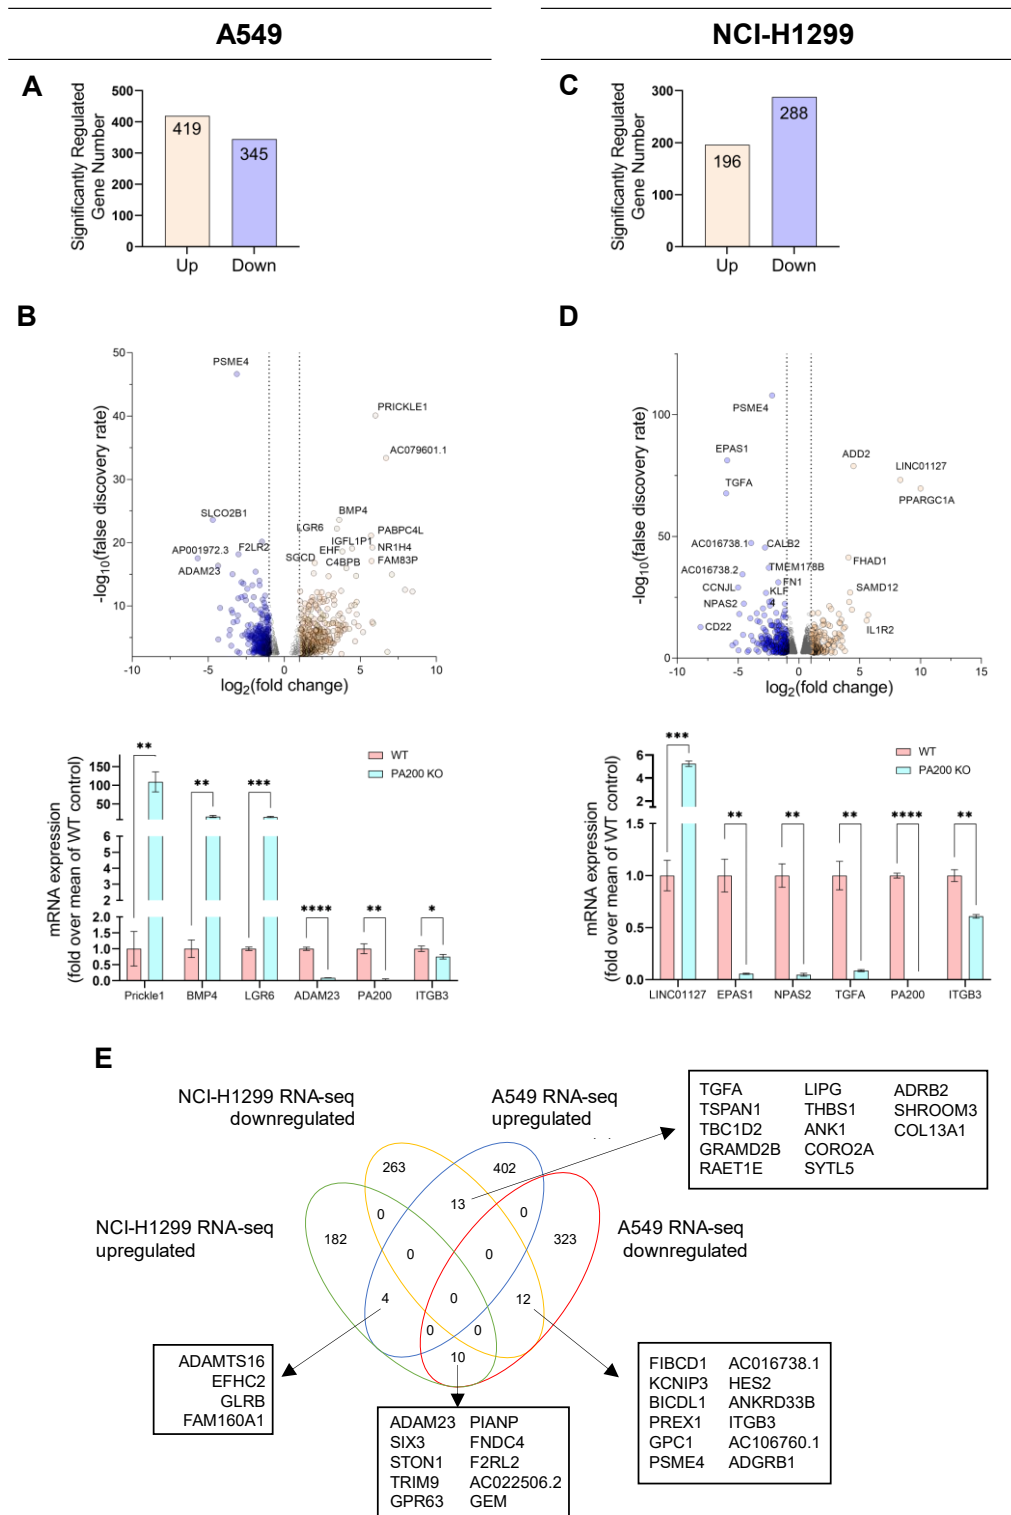 A549
NCI-H1299
A
Significantly Regulated
Gene Number
500
400
300
200
100
0
419
345
Up
Down
C
Significantly Regulated
Gene Number
300
200
100
0
196
288
Up
Down
B
-log10(false discovery rate)
50
40
30
20
10
PSME4
PRICKLE1
AC079601.1
SLCO2B1
BMP4
LGR6
PABPC4L
IGFL1P1
AP001972.3
F2LR2
EHF
NR1H4
SGCD
C4BPB
FAM83P
ADAM23
-10
-5
0
5
10
log2(fold change)
D
-log10(false discovery rate)
100
50
0
PSME4
EPAS1
ADD2
LINC01127
TGFA
PPARGC1A
AC016738.1
CALB2
AC016738.2
TMEM178B
FHAD1
CCNJL
FN1
KLF
4
SAMD12
NPAS2
CD22
IL1R2
-10
-5
0
5
10
15
log2(fold change)
mRNA expression
(fold over mean of WT control)
150
100
50
6
5
4
3
2
2.0
1.5
1.0
0.5
0.0
**
**
***
****
**
*
WT
PA200 KO
Prickle1
BMP4
LGR6
ADAM23
PA200
ITGB3
mRNA expression
(fold over mean of WT control)
6
4
2
1.5
1.0
0.5
0.0
***
**
**
**
****
**
WT
PA200 KO
LINC01127
EPAS1
NPAS2
TGFA
PA200
ITGB3
E
NCI-H1299 RNA-seq
downregulated
A549 RNA-seq
upregulated
NCI-H1299 RNA-seq
upregulated
A549 RNA-seq
downregulated
263
402
13
0
0
182
323
0
0
4
0
12
0
0
10
TGFA LIPG ADRB2
TSPAN1 THBS1 SHROOM3
TBC1D2 ANK1 COL13A1
GRAMD2B CORO2A
RAET1E SYTL5
ADAMTS16
EFHC2
GLRB
FAM160A1
ADAM23 PIANP
SIX3 FNDC4
STON1 F2RL2
TRIM9 AC022506.2
GPR63 GEM
FIBCD1 AC016738.1
KCNIP3 HES2
BICDL1 ANKRD33B
PREX1 ITGB3
GPC1 AC106760.1
PSME4 ADGRB1